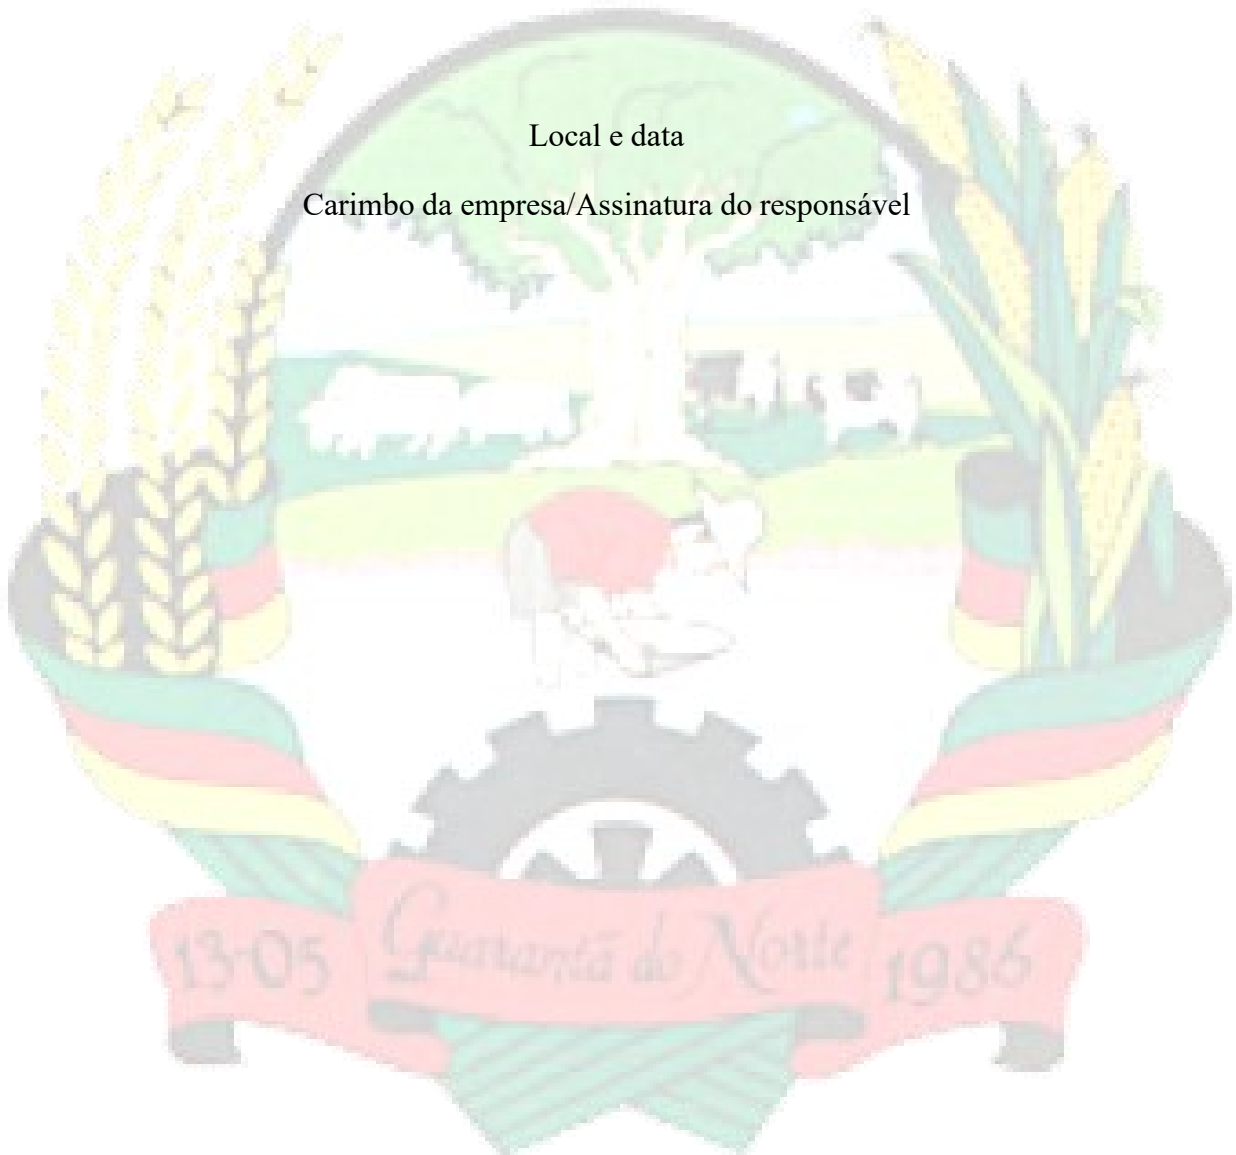 Local e data
Carimbo da empresa/Assinatura do responsável
13-05 Guarantã do Norte 1986